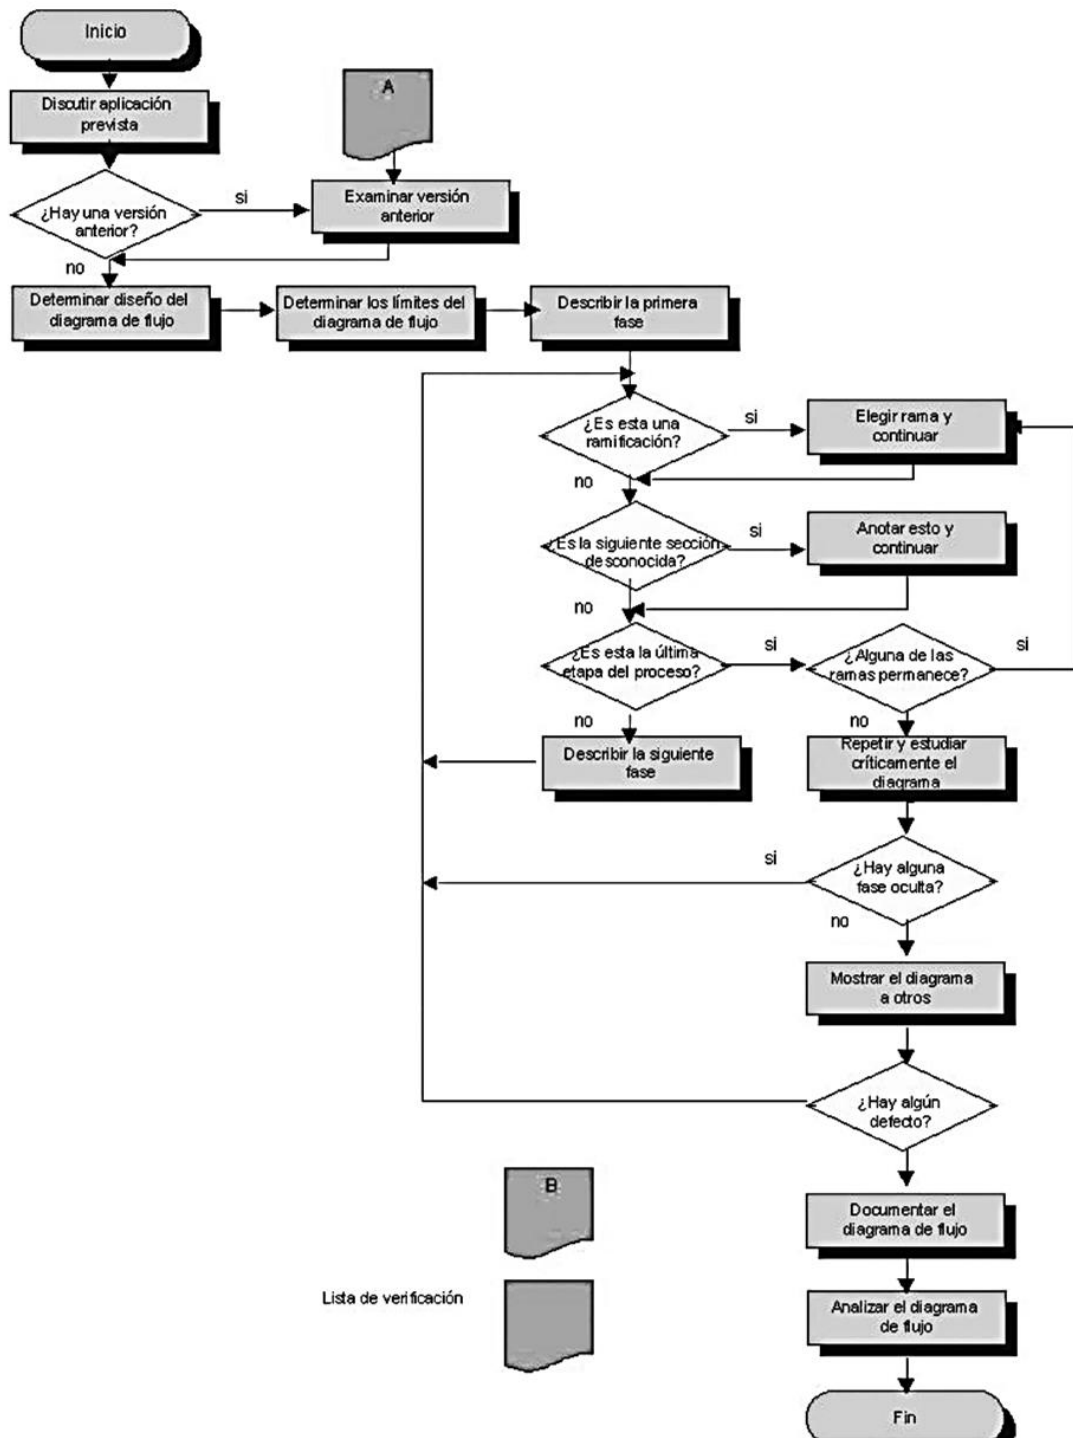 Inicio
Discutir aplicación
prevista
A
¿Hay una versión
anterior?
si
Examinar versión
anterior
no
Determinar diseño del
diagrama de flujo
Determinar los límites del
diagrama de flujo
Describir la primera
fase
¿Es esta una
ramificación?
si
Elegir rama y
continuar
no
¿Es la siguiente sección
desconocida?
si
Anotar esto y
continuar
no
¿Es esta la última
etapa del proceso?
si
¿Alguna de las
ramas permanece?
si
no
no
Describir la siguiente
fase
Repetir y estudiar
críticamente el
diagrama
si
¿Hay alguna
fase oculta?
no
Mostrar el diagrama
a otros
¿Hay algún
defecto?
B
Documentar el
diagrama de flujo
Lista de verificación
Analizar el diagrama
de flujo
Fin